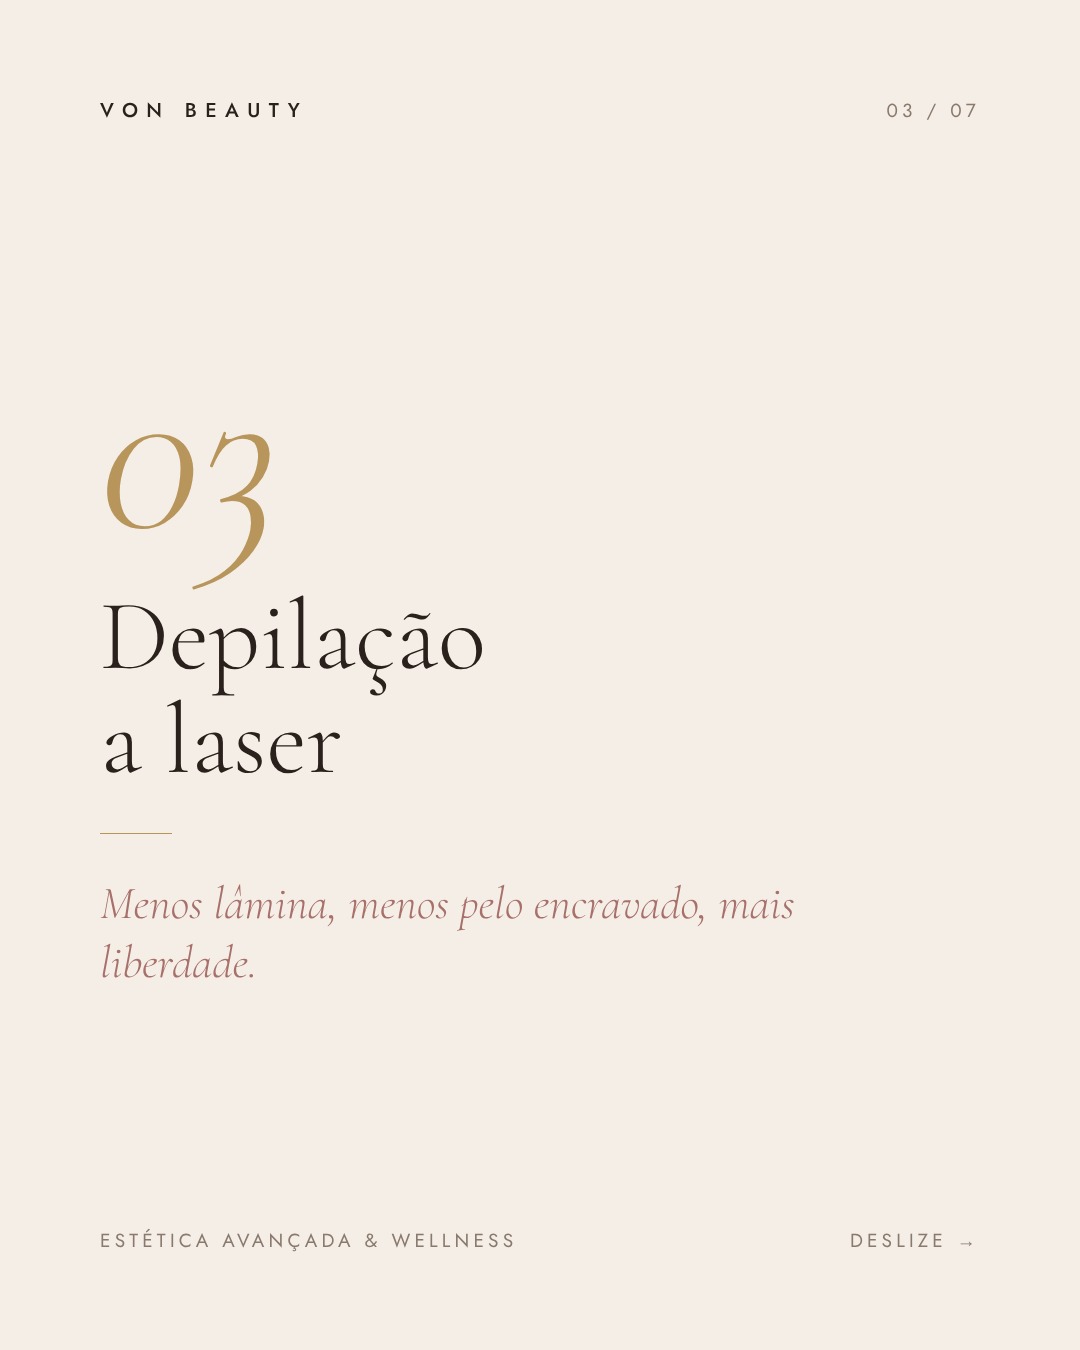 VON BEAUTY
03 / 07
03
Depilação
a laser
Menos lâmina, menos pelo encravado, mais
liberdade.
ESTÉTICA AVANÇADA & WELLNESS
DESLIZE →